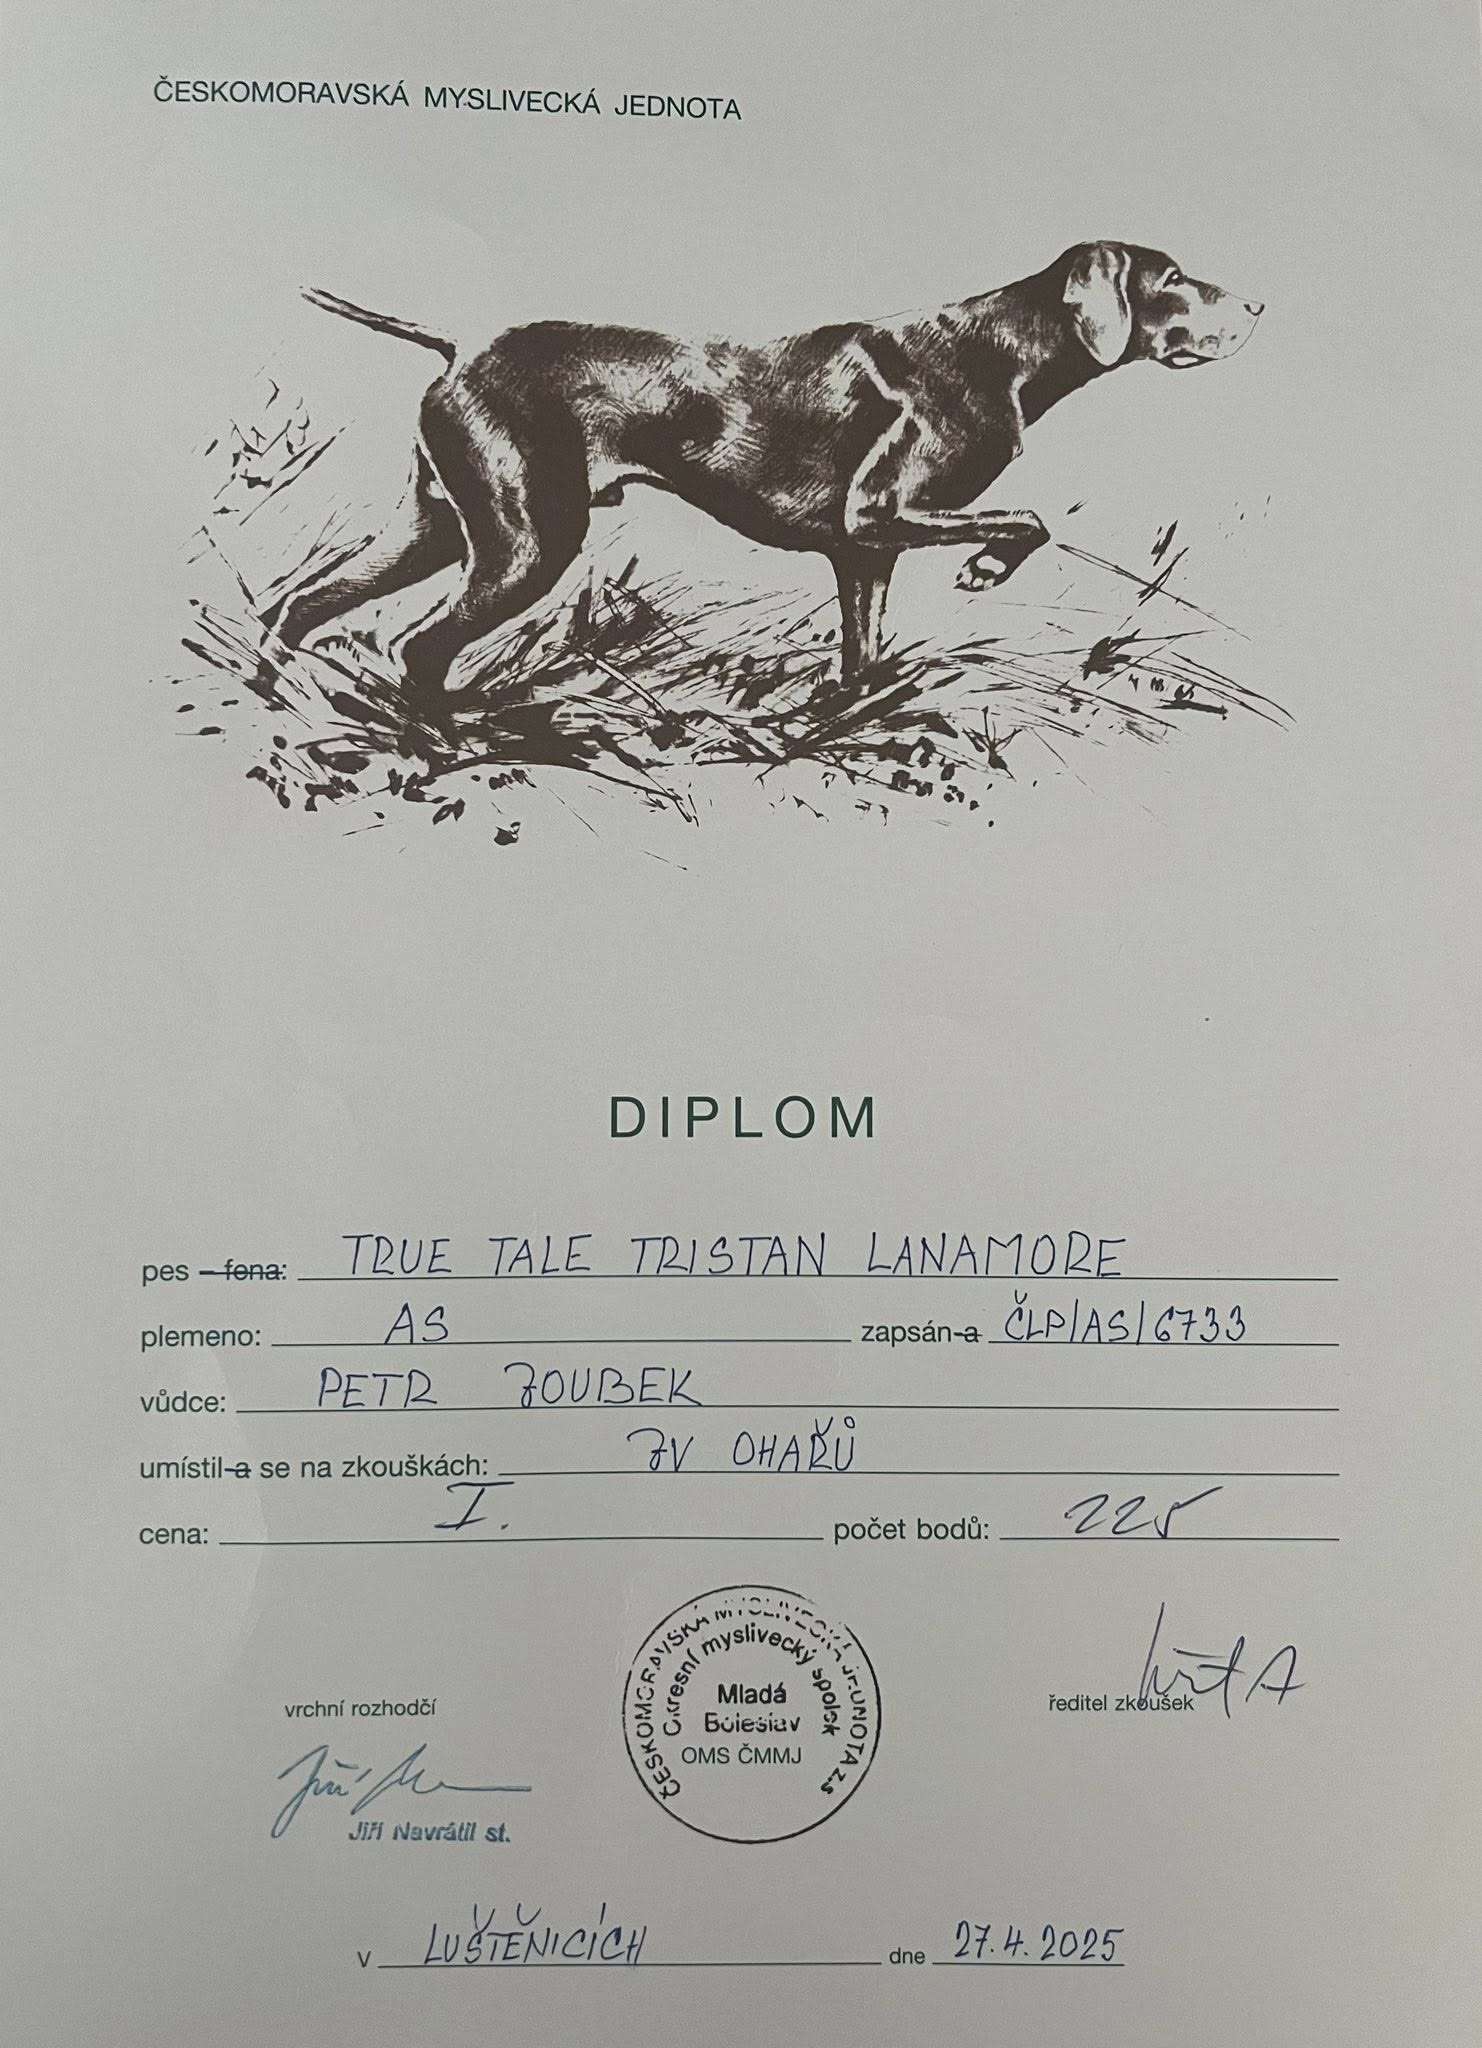 ČESKOMORAVSKÁ MYSLIVECKÁ JEDNOTA
DIPLOM
pes – fena: TRUE TALE TRISTAN LANAMORE
plemeno: AS zapsán-a ČLP/AS/6733
vůdce: PETR ZOUBEK
umístil-a se na zkouškách: ZV OHAŘŮ
cena: I. počet bodů: 225
ČESKOMORAVSKÁ MYSLIVECKÁ JEDNOTA z.s
Okresní myslivecký spolek
Mladá
Boleslav
OMS ČMMJ
vrchní rozhodčí ředitel zkoušek
Jiří Navrátil st.
v LUŠTĚNICÍCH dne 27.4.2025